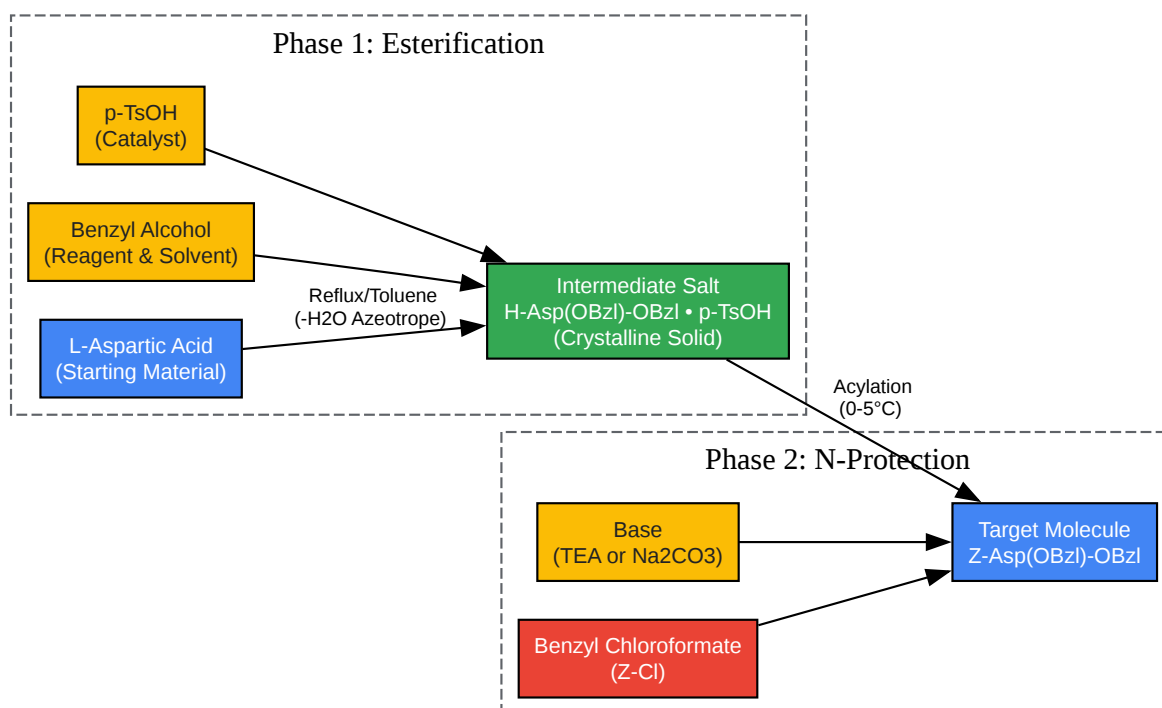 Phase 1: Esterification
p-TsOH
(Catalyst)
Benzyl Alcohol
(Reagent & Solvent)
Reflux/Toluene
(-H2O Azeotrope)
L-Aspartic Acid
(Starting Material)
Intermediate Salt
H-Asp(OBzl)-OBzl • p-TsOH
(Crystalline Solid)
Acylation
(0-5°C)
Phase 2: N-Protection
Base
(TEA or Na2CO3)
Target Molecule
Z-Asp(OBzl)-OBzl
Benzyl Chloroformate
(Z-Cl)